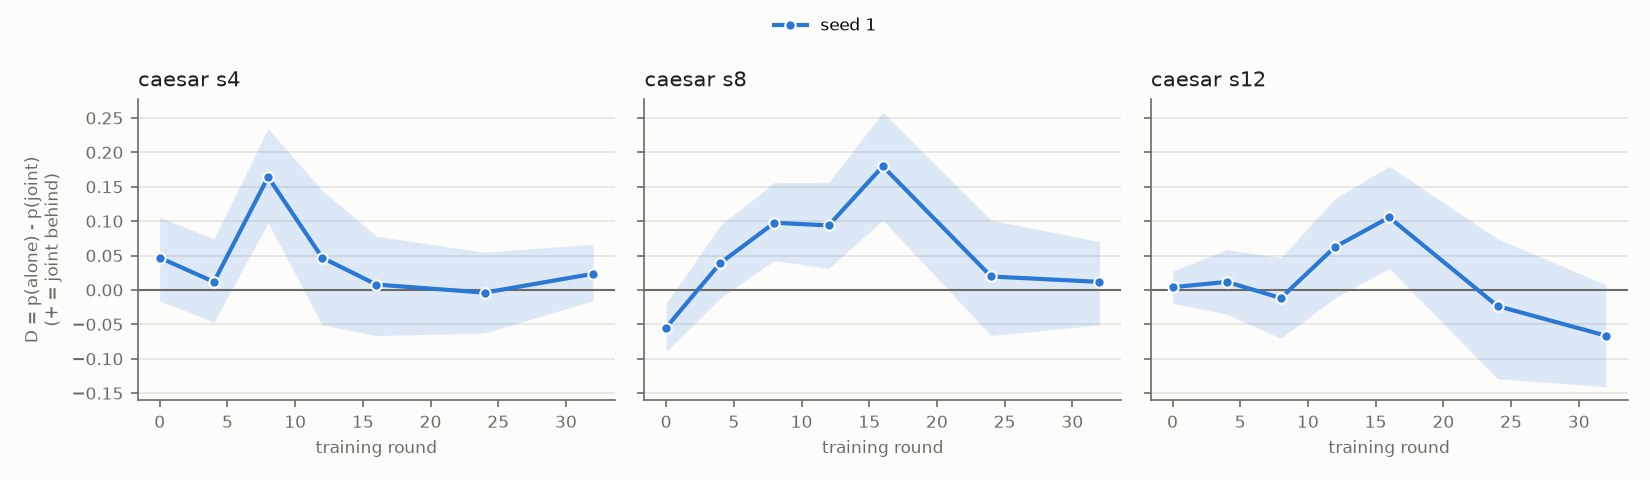 seed 1
caesar s4
caesar s8
caesar s12
D = p(alone) - p(joint)
(+ = joint behind)
0.25
0.20
0.15
0.10
0.05
0.00
−0.05
−0.10
−0.15
0 5 10 15 20 25 30
0 5 10 15 20 25 30
0 5 10 15 20 25 30
training round
training round
training round